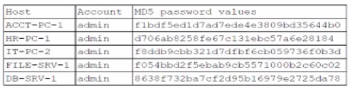 Host Account MD5 password values
ACCT-PC-1 admin f1bdf5ed1d7ad7ede4e3809bd35644b0
HR-PC-1 admin d706ab8258fe67c131ebc57a6e28184
IT-PC-2 admin f8ddb9cbb321d7dfbf6cb059736f0b3d
FILE-SRV-1 admin f054bbd2f5ebab9cb5571000b2c60c02
DB-SRV-1 admin 8638f732ba7cf2d95b16979e2725da78